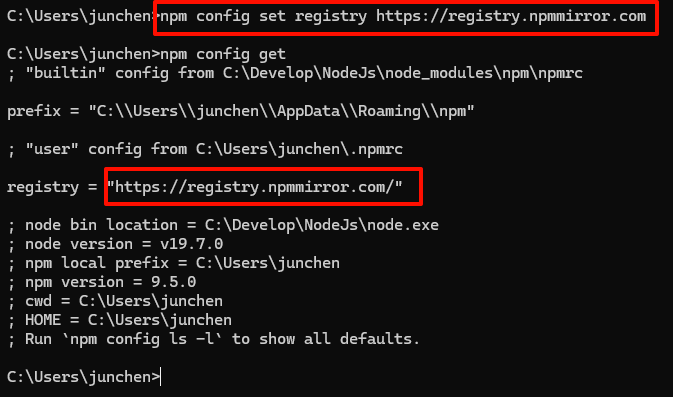 C:\Users\junchen>npm config set registry https://registry.npmmirror.com
C:\Users\junchen>npm config get
; "builtin" config from C:\Develop\NodeJs\node_modules\npm\npmrc
prefix = "C:\\Users\\junchen\\AppData\\Roaming\\npm"
; "user" config from C:\Users\junchen\.npmrc
registry = "https://registry.npmmirror.com/"
; node bin location = C:\Develop\NodeJs\node.exe
; node version = v19.7.0
; npm local prefix = C:\Users\junchen
; npm version = 9.5.0
; cwd = C:\Users\junchen
; HOME = C:\Users\junchen
; Run `npm config ls -l` to show all defaults.
C:\Users\junchen>